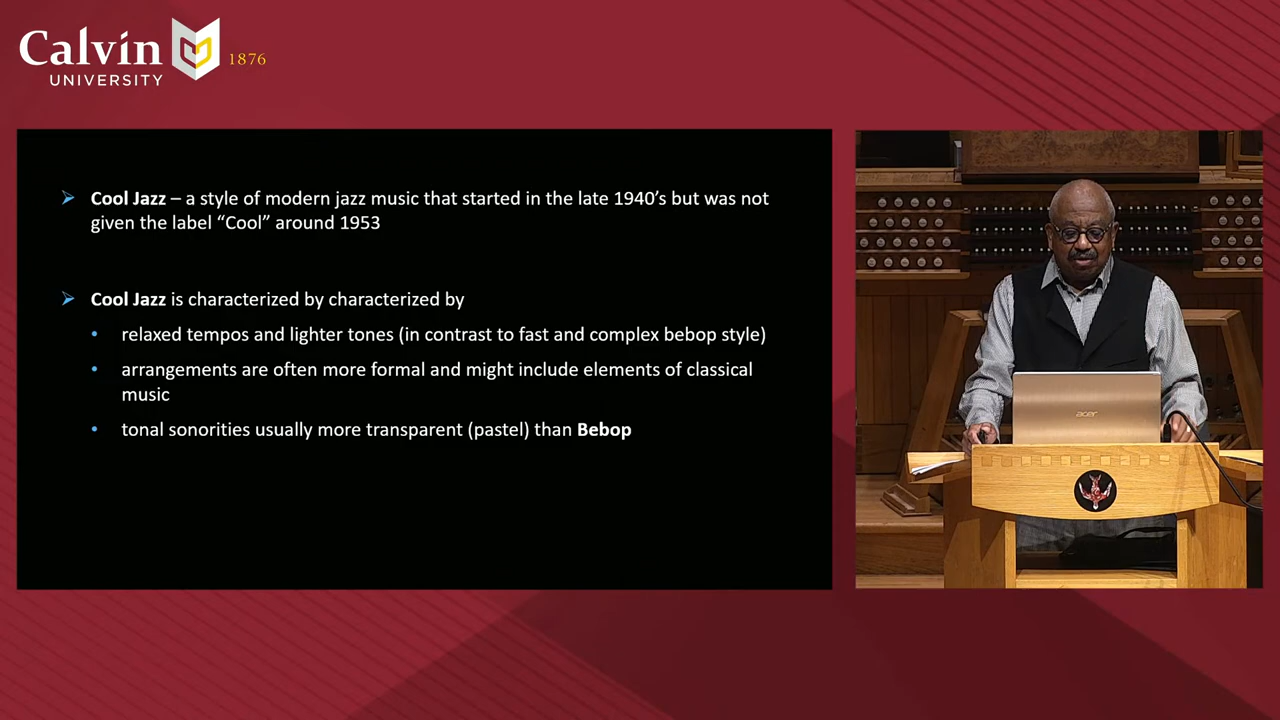 Calvin
UNIVERSITY
1876
➢ Cool Jazz – a style of modern jazz music that started in the late 1940's but was not
given the label “Cool” around 1953
➢ Cool Jazz is characterized by characterized by
• relaxed tempos and lighter tones (in contrast to fast and complex bebop style)
• arrangements are often more formal and might include elements of classical
music
• tonal sonorities usually more transparent (pastel) than Bebop
acer